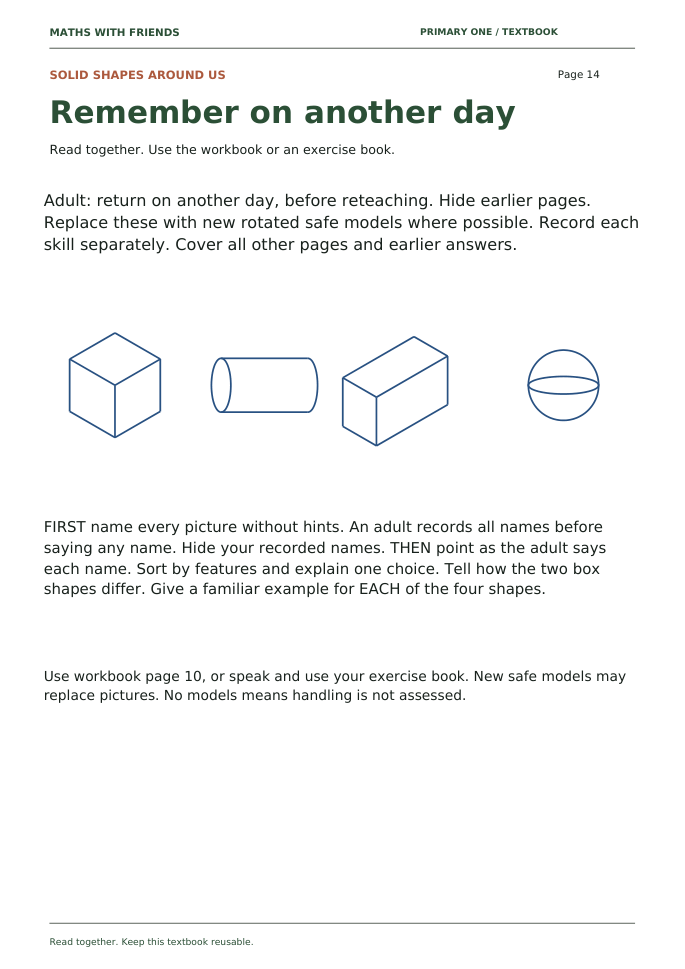 MATHS WITH FRIENDS
PRIMARY ONE / TEXTBOOK
SOLID SHAPES AROUND US
Page 14
Remember on another day
Read together. Use the workbook or an exercise book.
Adult: return on another day, before reteaching. Hide earlier pages.
Replace these with new rotated safe models where possible. Record each
skill separately. Cover all other pages and earlier answers.
FIRST name every picture without hints. An adult records all names before
saying any name. Hide your recorded names. THEN point as the adult says
each name. Sort by features and explain one choice. Tell how the two box
shapes differ. Give a familiar example for EACH of the four shapes.
Use workbook page 10, or speak and use your exercise book. New safe models may
replace pictures. No models means handling is not assessed.
Read together. Keep this textbook reusable.